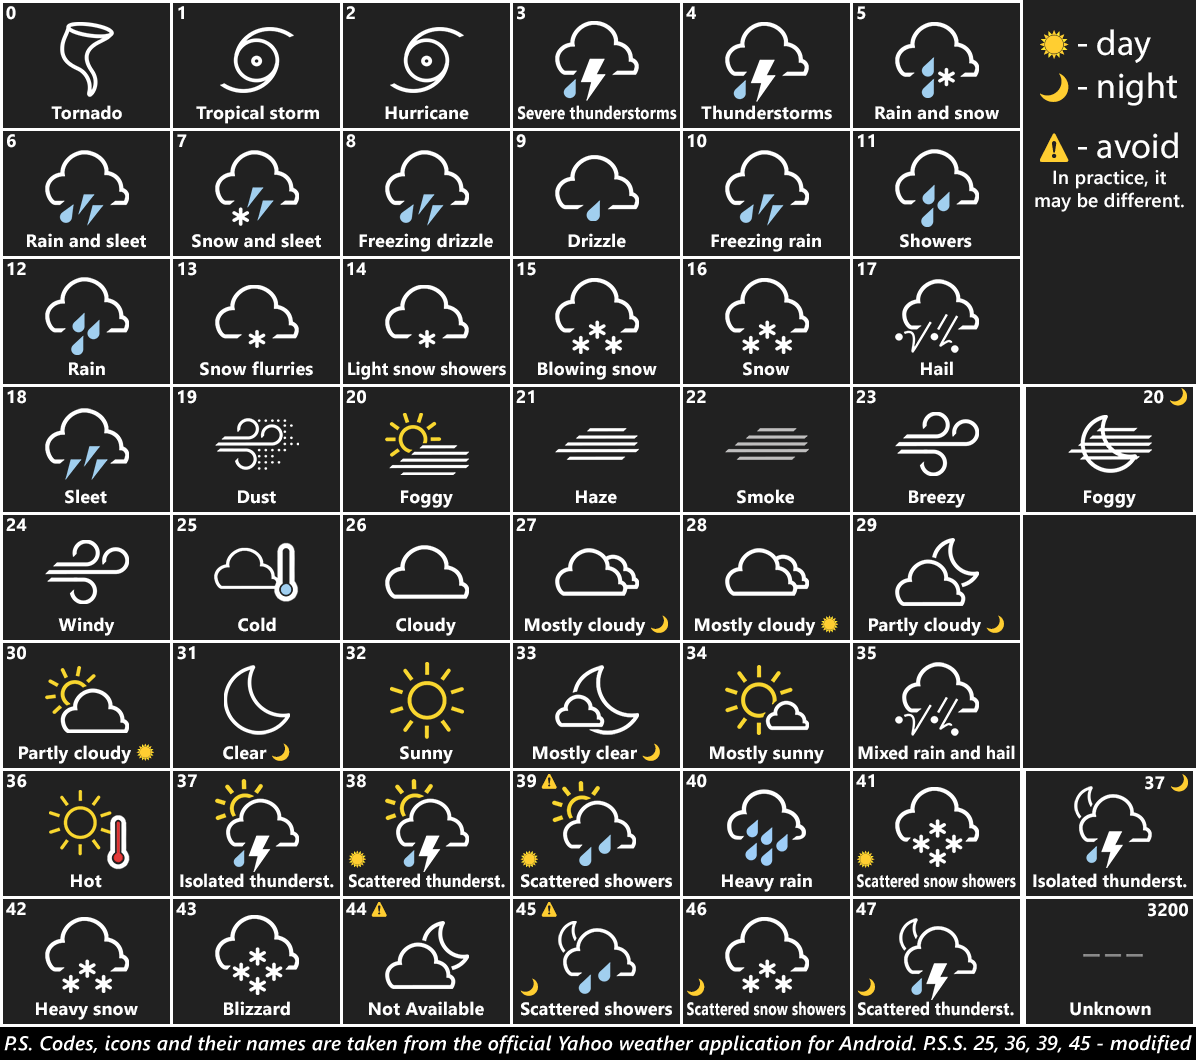 0
Tornado
1
Tropical storm
2
Hurricane
3
Severe thunderstorms
4
Thunderstorms
5
Rain and snow
- day
- night
- avoid
In practice, it
may be different.
6
Rain and sleet
7
Snow and sleet
8
Freezing drizzle
9
Drizzle
10
Freezing rain
11
Showers
12
Rain
13
Snow flurries
14
Light snow showers
15
Blowing snow
16
Snow
17
Hail
18
Sleet
19
Dust
20
Foggy
21
Haze
22
Smoke
23
Breezy
20
Foggy
24
Windy
25
Cold
26
Cloudy
27
Mostly cloudy
28
Mostly cloudy
29
Partly cloudy
30
Partly cloudy
31
Clear
32
Sunny
33
Mostly clear
34
Mostly sunny
35
Mixed rain and hail
36
Hot
37
Isolated thunderst.
38
Scattered thunderst.
39
Scattered showers
40
Heavy rain
41
Scattered snow showers
37
Isolated thunderst.
42
Heavy snow
43
Blizzard
44
Not Available
45
Scattered showers
46
Scattered snow showers
47
Scattered thunderst.
3200
Unknown
P.S. Codes, icons and their names are taken from the official Yahoo weather application for Android. P.S.S. 25, 36, 39, 45 - modified